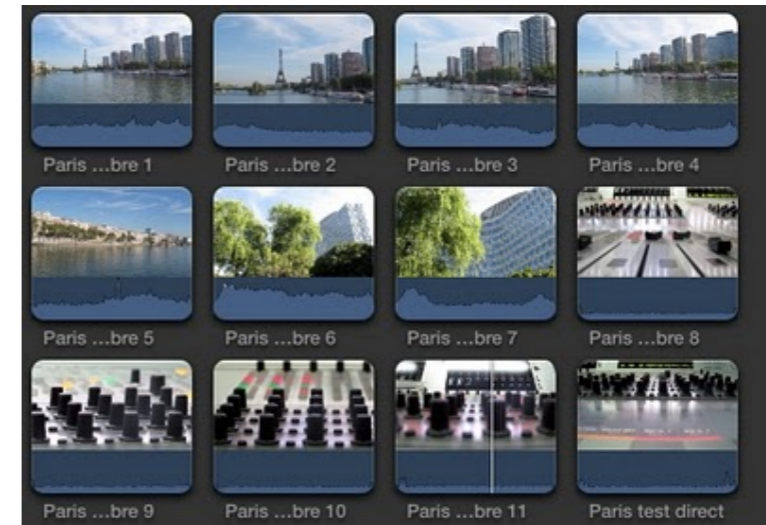 Paris ...bre 1
Paris ...bre 2
Paris ...bre 3
Paris ...bre 4
Paris ...bre 5
Paris ...bre 6
Paris ...bre 7
Paris ...bre 8
Paris ...bre 9
Paris ...bre 10
Paris ...bre 11
Paris test direct